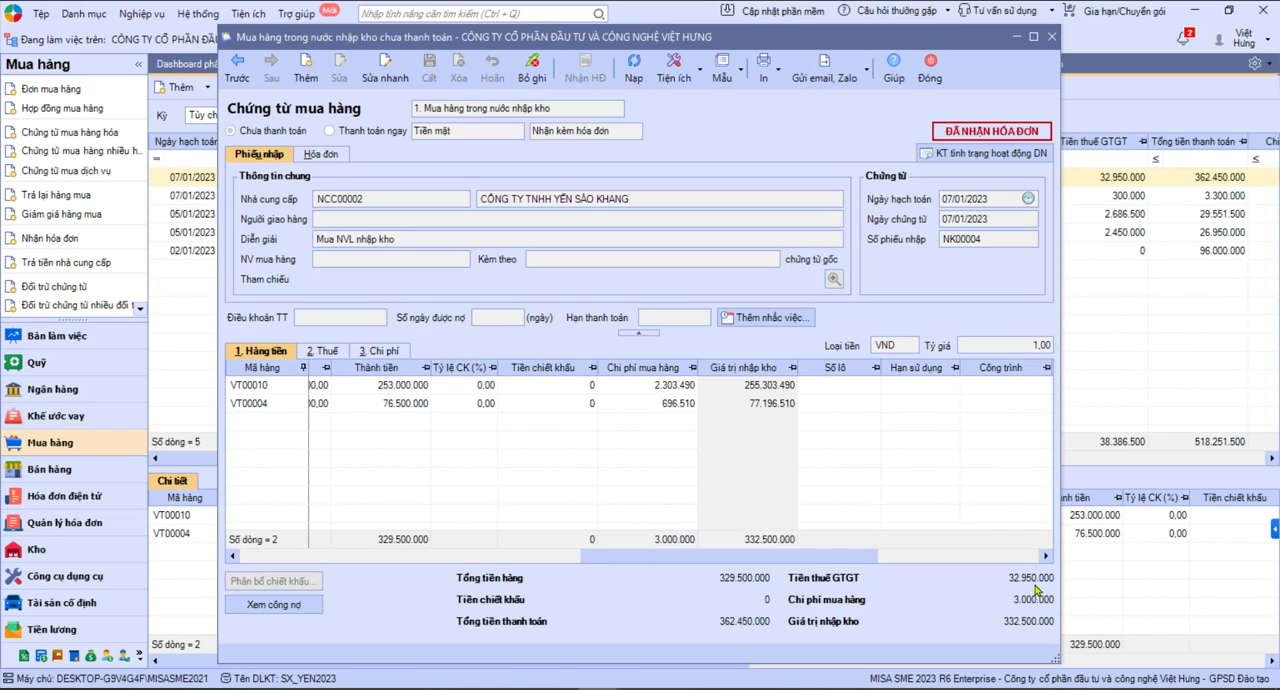 Tệp Danh mục Nghiệp vụ Hệ thống Tiện ích Trợ giúp Mới Nhập tính năng cần tìm kiếm (Ctrl + Q) Cập nhật phần mềm Câu hỏi thường gặp Tư vấn sử dụng Gia hạn/Chuyển gói
Đang làm việc trên: CÔNG TY CỔ PHẦN ĐẦU 2 Việt Hưng
Mua hàng « Dashboard
Đơn mua hàng
Hợp đồng mua hàng
Chứng từ mua hàng hóa
Chứng từ mua hàng nhiều h
Chứng từ mua dịch vụ
Trả lại hàng mua
Giảm giá hàng mua
Nhận hóa đơn
Trả tiền nhà cung cấp
Đối trừ chứng từ
Đối trừ chứng từ nhiều đối t
Bàn làm việc
Quỹ
Ngân hàng
Khế ước vay
Mua hàng
Bán hàng
Hóa đơn điện tử
Quản lý hóa đơn
Kho
Công cụ dụng cụ
Tài sản cố định
Tiền lương
Thêm
Kỳ Tùy ch
Ngày hạch toán
=
07/01/2023
07/01/2023
05/01/2023
05/01/2023
02/01/2023
Số dòng = 5
Chi tiết
Mã hàng
VT00010
VT00004
Số dòng = 2
Mua hàng trong nước nhập kho chưa thanh toán - CÔNG TY CỔ PHẦN ĐẦU TƯ VÀ CÔNG NGHỆ VIỆT HƯNG
Trước Sau Thêm Sửa Sửa nhanh Cất Xóa Hoãn Bỏ ghi Nhận HĐ Nạp Tiện ích Mẫu In Gửi email, Zalo Giúp Đóng
Chứng từ mua hàng 1. Mua hàng trong nước nhập kho
Chưa thanh toán Thanh toán ngay Tiền mặt Nhận kèm hóa đơn ĐÃ NHẬN HÓA ĐƠN
Phiếu nhập Hóa đơn KT tình trạng hoạt động DN
Thông tin chung Chứng từ
Nhà cung cấp NCC00002 CÔNG TY TNHH YẾN SÀO KHANG Ngày hạch toán 07/01/2023
Người giao hàng Ngày chứng từ 07/01/2023
Diễn giải Mua NVL nhập kho Số phiếu nhập NK00004
NV mua hàng Kèm theo chứng từ gốc
Tham chiếu
Điều khoản TT Số ngày được nợ (ngày) Hạn thanh toán Thêm nhắc việc...
Loại tiền VND Tỷ giá 1,00
1. Hàng tiền 2. Thuế 3. Chi phí
Mã hàng Thành tiền Tỷ lệ CK (%) Tiền chiết khấu Chi phí mua hàng Giá trị nhập kho Số lô Hạn sử dụng Công trình
VT00010 00,00 253.000.000 0,00 0 2.303.490 255.303.490
VT00004 00,00 76.500.000 0,00 0 696.510 77.196.510
Số dòng = 2 329.500.000 0 3.000.000 332.500.000
Phân bổ chiết khấu... Tổng tiền hàng 329.500.000 Tiền thuế GTGT 32.950.000
Xem công nợ Tiền chiết khấu 0 Chi phí mua hàng 3.000.000
Tổng tiền thanh toán 362.450.000 Giá trị nhập kho 332.500.000
Tiền thuế GTGT Tổng tiền thanh toán Chi
≤ ≤
32.950.000 362.450.000
300.000 3.300.000
2.686.500 29.551.500
2.450.000 26.950.000
0 96.000.000
38.386.500 518.251.500
nh tiền Tỷ lệ CK (%) Tiền chiết khấu
253.000.000 0,00
76.500.000 0,00
329.500.000
Máy chủ: DESKTOP-G9V4G4F\MISASME2021 Tên DLKT: SX_YEN2023 MISA SME 2023 R6 Enterprise - Công ty cổ phần đầu tư và công nghệ Việt Hưng - GPSD Đào tạo